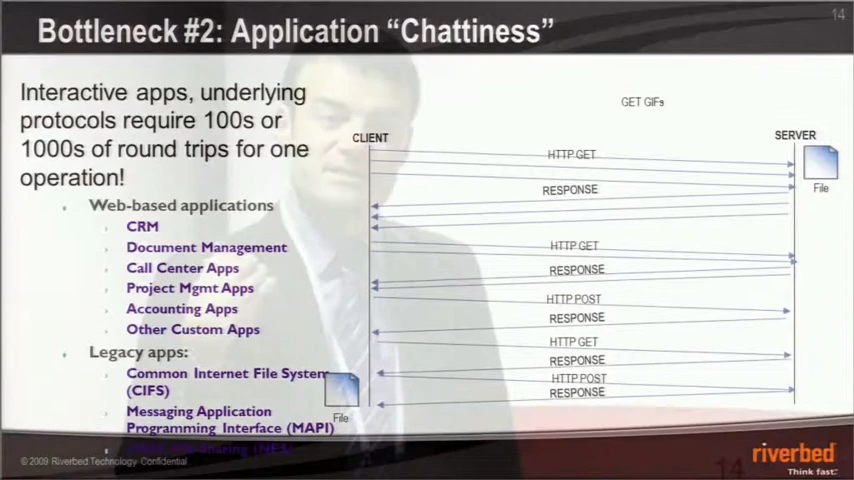 14
Bottleneck #2: Application “Chattiness”
Interactive apps, underlying
protocols require 100s or
1000s of round trips for one
operation!
Web-based applications
CRM
Document Management
Call Center Apps
Project Mgmt Apps
Accounting Apps
Other Custom Apps
Legacy apps:
Common Internet File System
(CIFS)
Messaging Application
Programming Interface (MAPI)
File Sharing (NFS)
GET GIFs
CLIENT
SERVER
HTTP GET
File
RESPONSE
HTTP GET
RESPONSE
HTTP POST
RESPONSE
HTTP GET
RESPONSE
HTTP POST
RESPONSE
File
© 2009 Riverbed Technology Confidential
14
riverbed
Think fast.